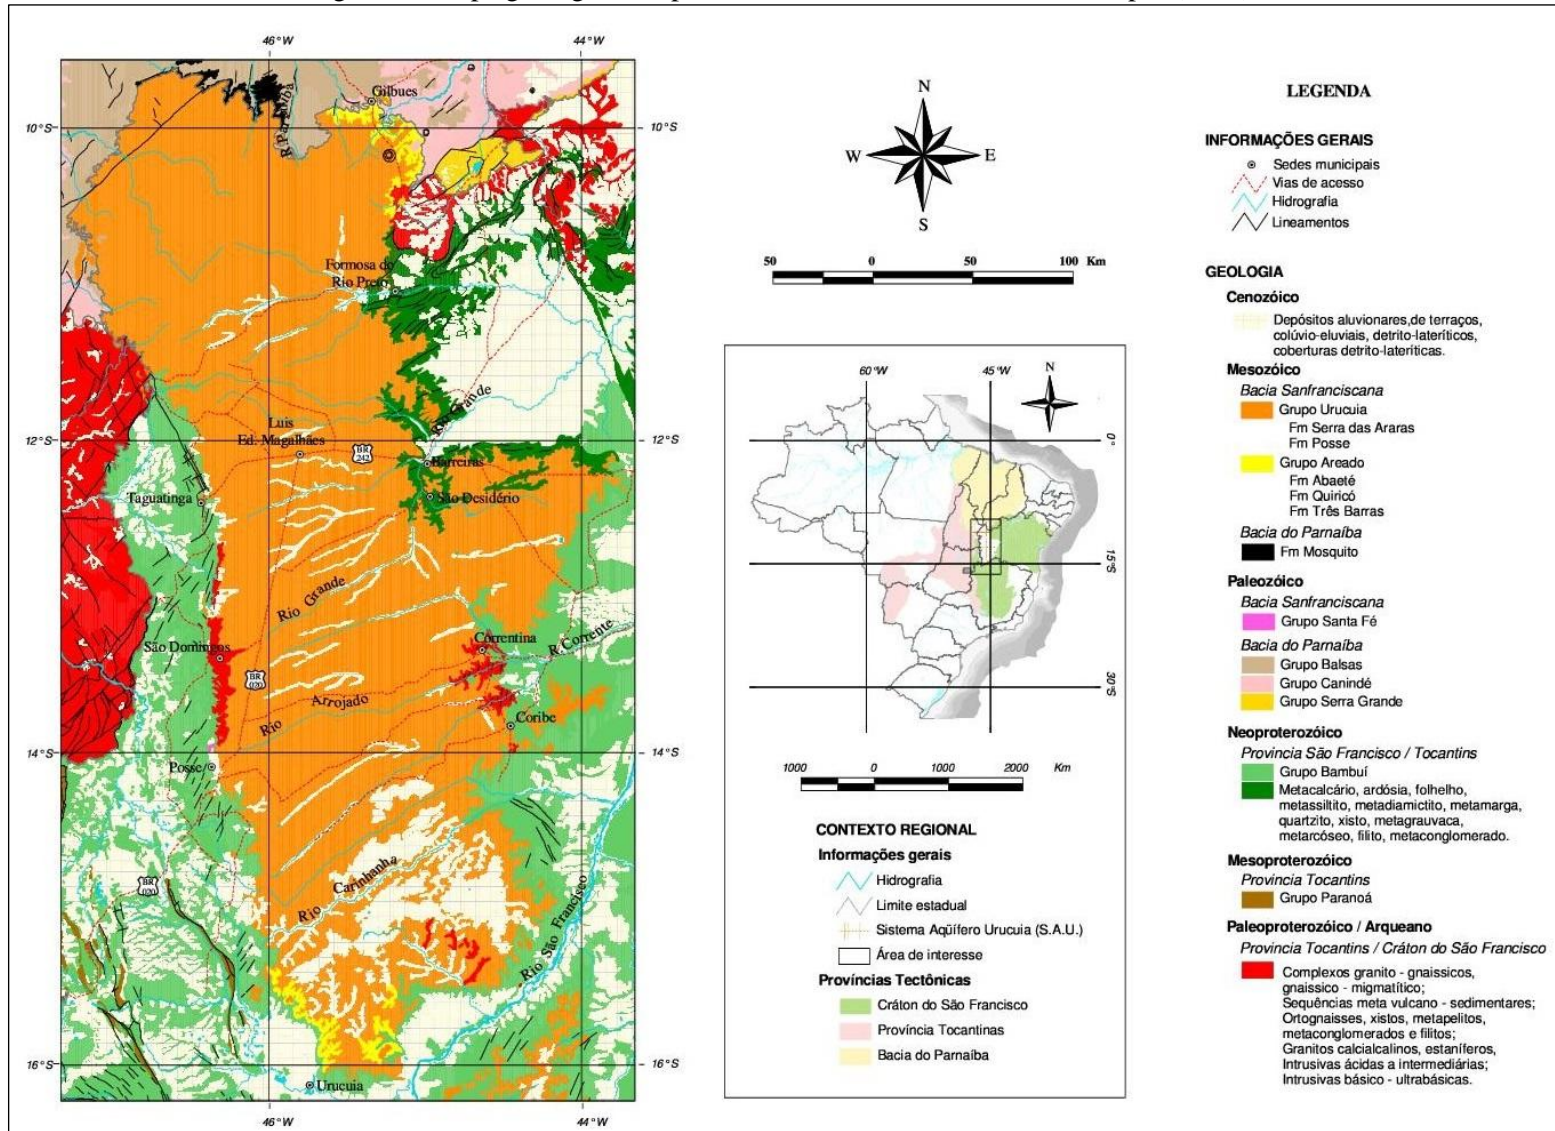 46°W
44°W
10°S
10°S
12°S
12°S
14°S
14°S
16°S
16°S
46°W
44°W
Gilbues
Formosa do
Rio Preto
Rio Grande
Luis
Ed. Magalhães
BR
242
Barreiras
São Desidério
Taguatinga
Rio Grande
São Domingos
Correntina
R. Corrente
BR
020
Rio Arrojado
Coribe
Posse
Rio Carinhanha
BR
020
Rio São Francisco
Urucuia
N
W
E
S
50
0
50
100
Km
60°W
45°W
N
0°
15°S
30°S
1000
0
1000
2000
Km
CONTEXTO REGIONAL
Informações gerais
Hidrografia
Limite estadual
Sistema Aqüífero Urucuia (S.A.U.)
Área de interesse
Províncias Tectônicas
Cráton do São Francisco
Província Tocantinas
Bacia do Parnaíba
LEGENDA
INFORMAÇÕES GERAIS
Sedes municipais
Vias de acesso
Hidrografia
Lineamentos
GEOLOGIA
Cenozóico
Depósitos aluvionares,de terraços,
colúvio-eluviais, detrito-lateríticos,
coberturas detrito-lateríticas.
Mesozóico
Bacia Sanfranciscana
Grupo Urucuia
Fm Serra das Araras
Fm Posse
Grupo Areado
Fm Abaeté
Fm Quiricó
Fm Três Barras
Bacia do Parnaíba
Fm Mosquito
Paleozóico
Bacia Sanfranciscana
Grupo Santa Fé
Bacia do Parnaíba
Grupo Balsas
Grupo Canindé
Grupo Serra Grande
Neoproterozóico
Provincia São Francisco / Tocantins
Grupo Bambuí
Metacalcário, ardósia, folhelho,
metassiltito, metadiamictito, metamarga,
quartzito, xisto, metagrauvaca,
metarcóseo, filito, metaconglomerado.
Mesoproterozóico
Provincia Tocantins
Grupo Paranoá
Paleoproterozóico / Arqueano
Provincia Tocantins / Cráton do São Francisco
Complexos granito - gnaissicos,
gnaissico - migmatítico;
Sequências meta vulcano - sedimentares;
Ortognaisses, xistos, metapelitos,
metaconglomerados e filitos;
Granitos calcialcalinos, estaníferos,
Intrusivas ácidas a intermediárias;
Intrusivas básico - ultrabásicas.